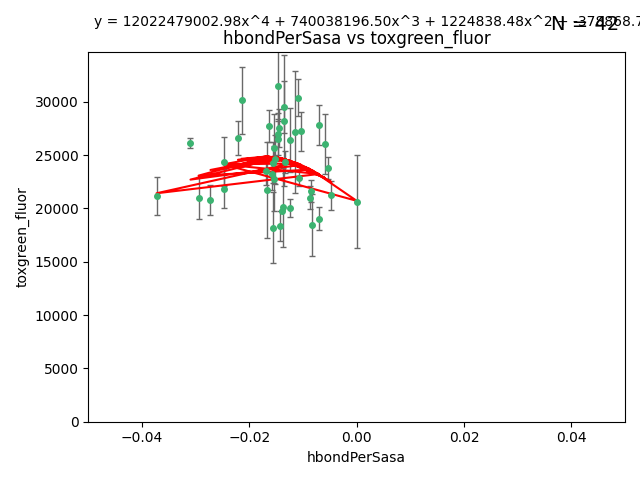 y = 12022479002.98x^4 + 740038196.50x^3 + 1224838.48x^2 +
N = 42
hbondPerSasa vs toxgreen_fluor
30000
25000
20000
15000
10000
5000
0
toxgreen_fluor
−0.04 −0.02 0.00 0.02 0.04
hbondPerSasa